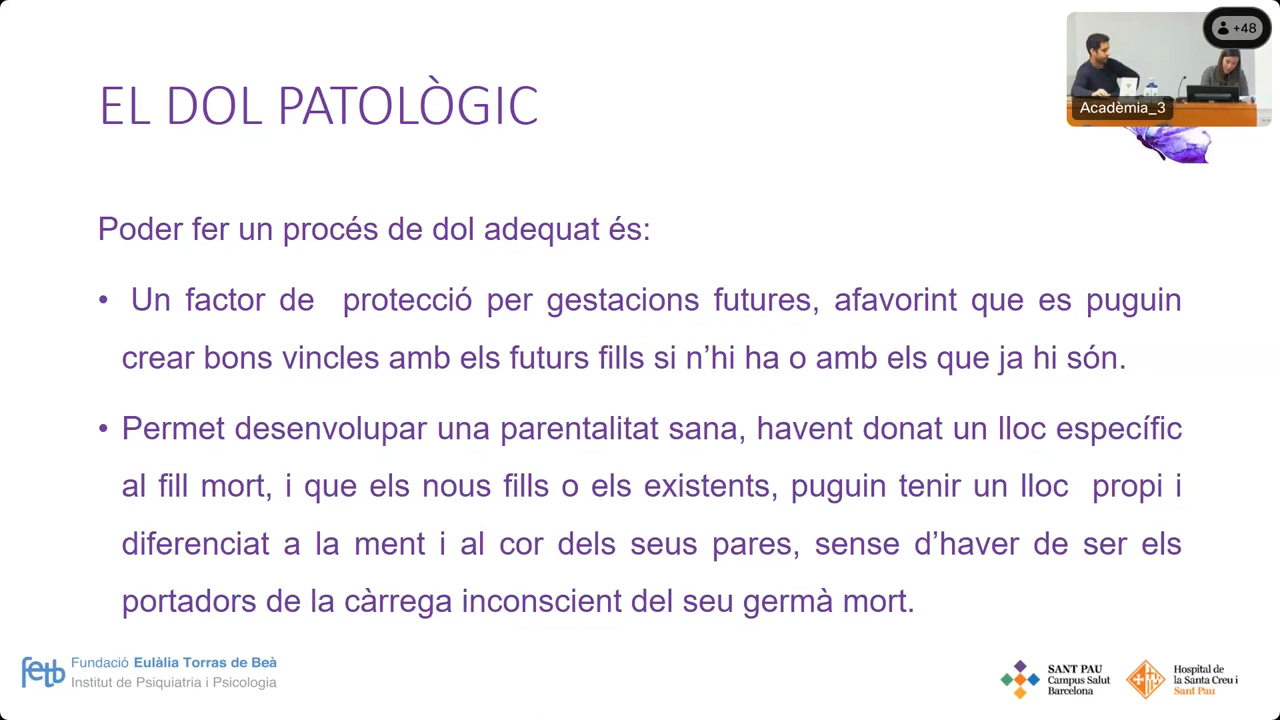 +48
Acadèmia_3
EL DOL PATOLÒGIC
Poder fer un procés de dol adequat és:
• Un factor de protecció per gestacions futures, afavorint que es puguin
crear bons vincles amb els futurs fills si n’hi ha o amb els que ja hi són.
• Permet desenvolupar una parentalitat sana, havent donat un lloc específic
al fill mort, i que els nous fills o els existents, puguin tenir un lloc propi i
diferenciat a la ment i al cor dels seus pares, sense d’haver de ser els
portadors de la càrrega inconscient del seu germà mort.
fetb
Fundació Eulàlia Torras de Beà
Institut de Psiquiatria i Psicologia
SANT PAU
Campus Salut
Barcelona
Hospital de
la Santa Creu i
Sant Pau